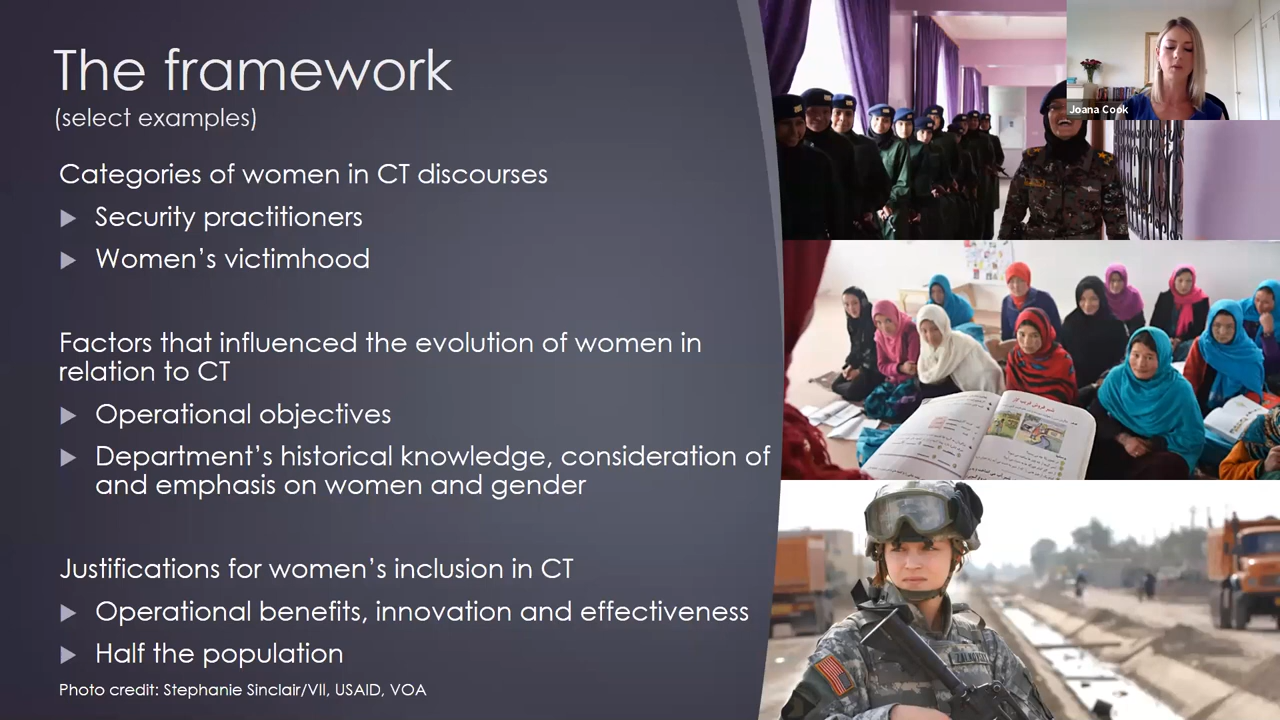 The framework
(select examples)
Categories of women in CT discourses
Security practitioners
Women's victimhood
Factors that influenced the evolution of women in
relation to CT
Operational objectives
Department's historical knowledge, consideration of
and emphasis on women and gender
Justifications for women's inclusion in CT
Operational benefits, innovation and effectiveness
Half the population
Photo credit: Stephanie Sinclair/VII, USAID, VOA
Joana Cook